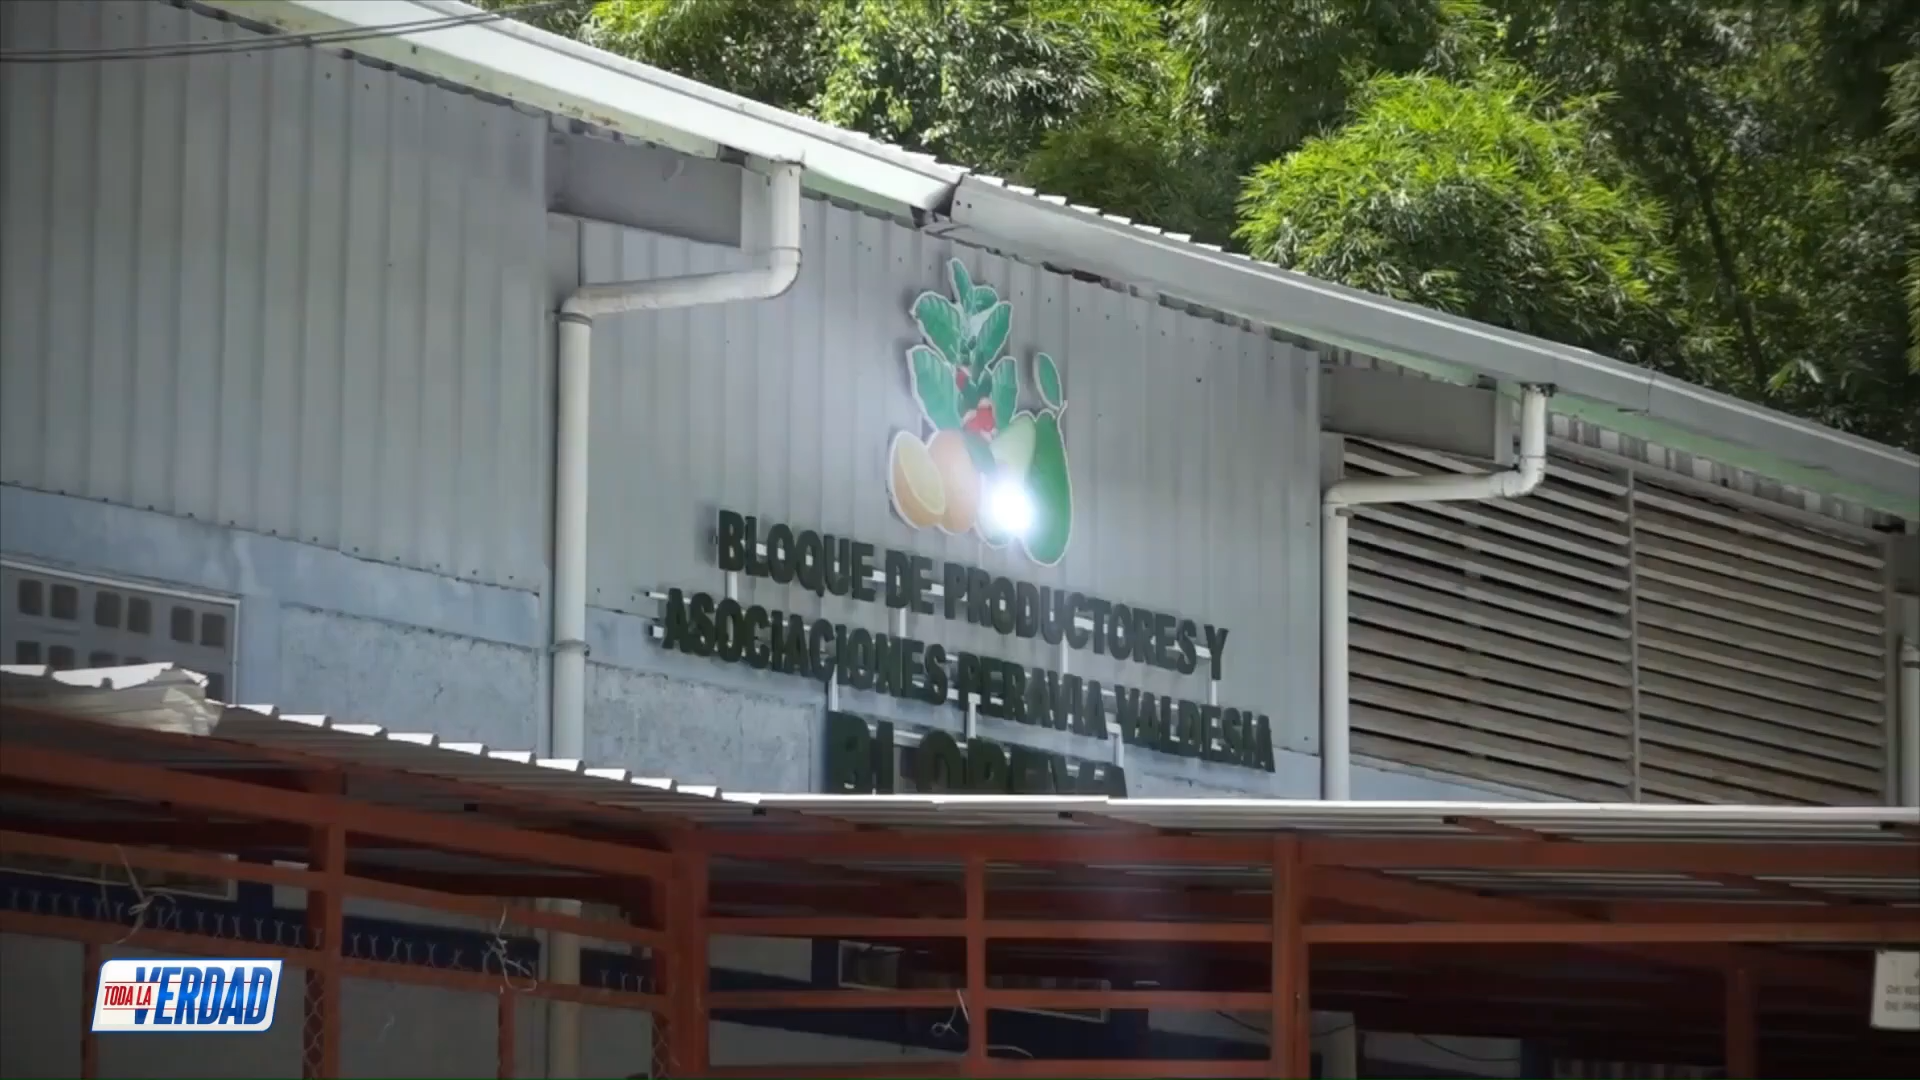 BLOQUE DE PRODUCTORES Y
ASOCIACIONES PERAVIA VALDESIA
TODA LA VERDAD